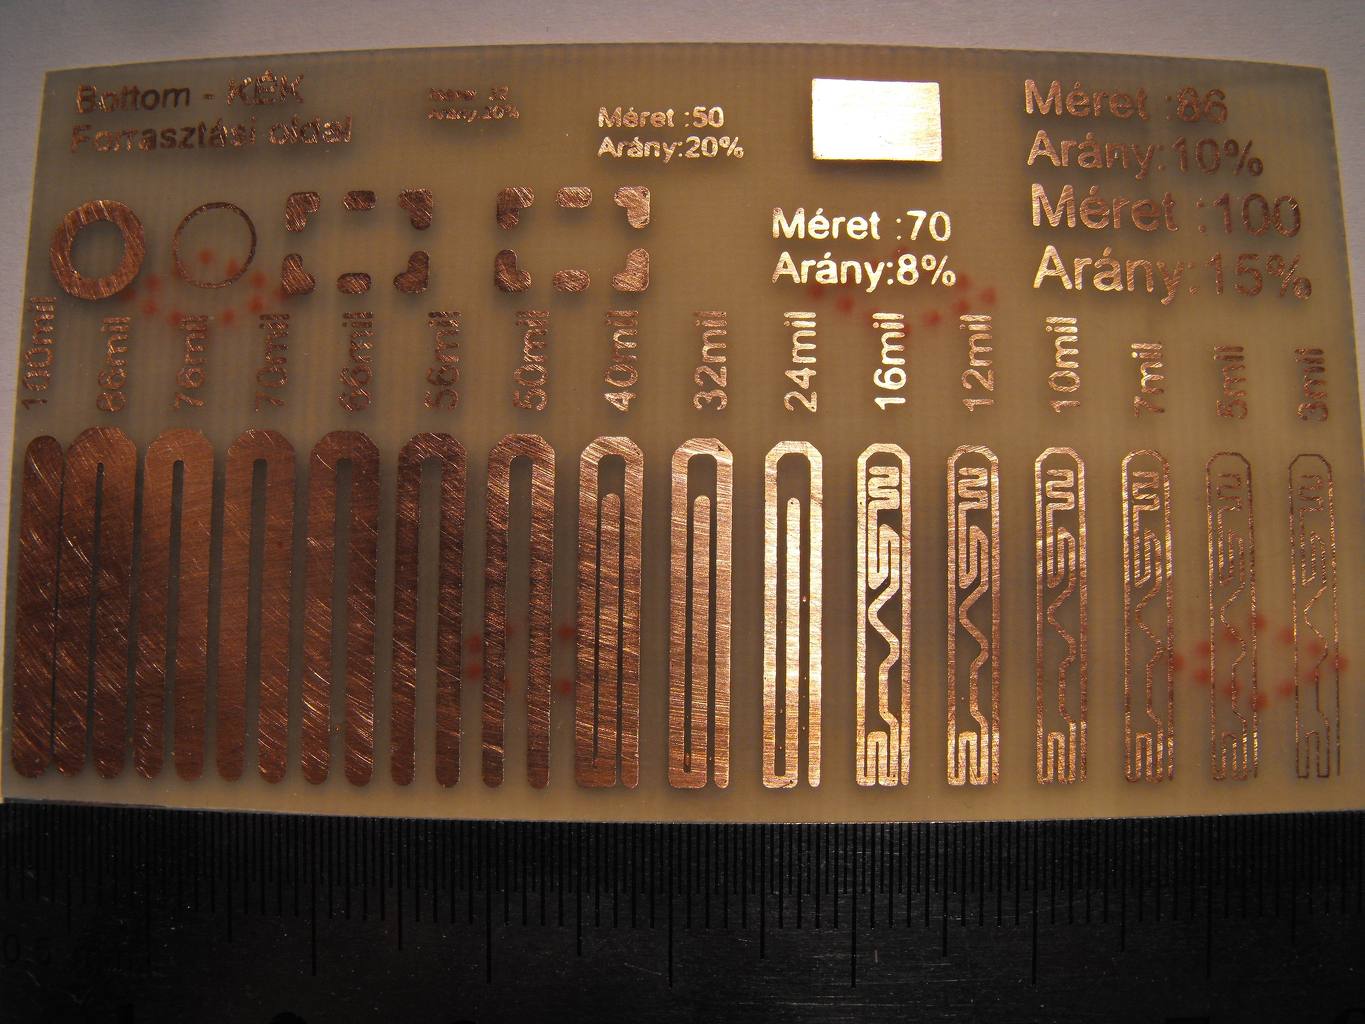 Bottom - KÉK
Forrasztási oldal
Méret :50
Arány:20%
Méret :70
Arány:8%
Méret :86
Arány:10%
Méret :100
Arány:15%
100mil
86mil
76mil
70mil
66mil
56mil
50mil
40mil
32mil
24mil
16mil
12mil
10mil
7mil
5mil
3mil